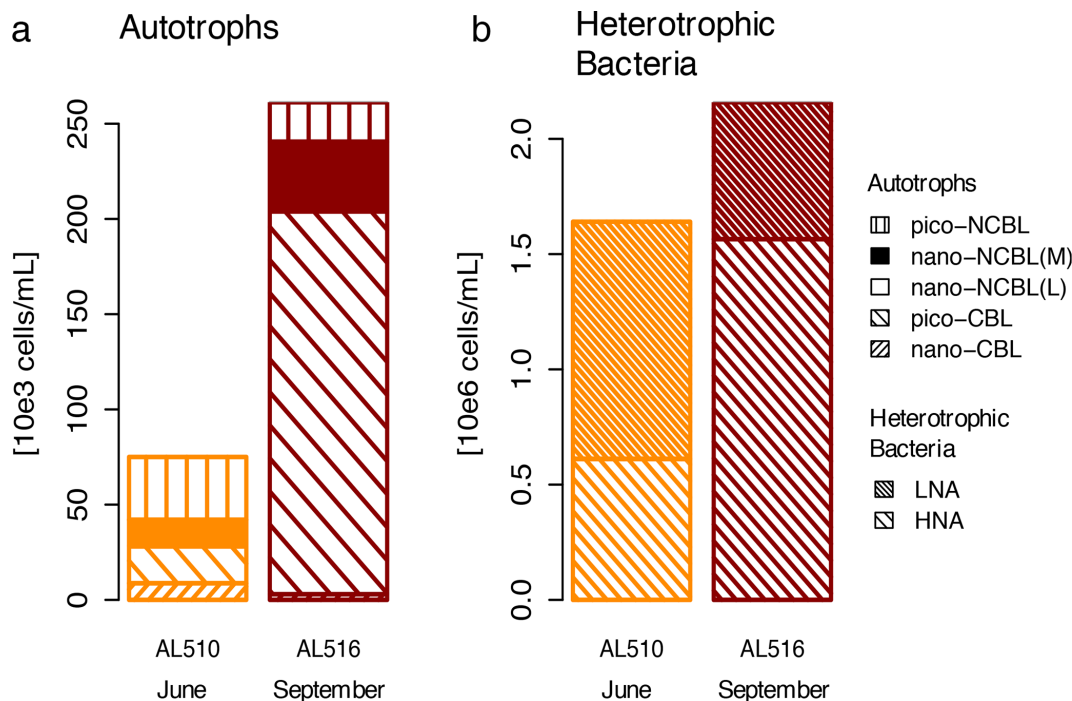 a
Autotrophs
[10e3 cells/mL]
250
200
150
100
50
0
AL510
AL516
June
September
b
Heterotrophic
Bacteria
[10e6 cells/mL]
2.0
1.5
1.0
0.5
0.0
AL510
AL516
June
September
Autotrophs
pico−NCBL
nano−NCBL(M)
nano−NCBL(L)
pico−CBL
nano−CBL
Heterotrophic
Bacteria
LNA
HNA